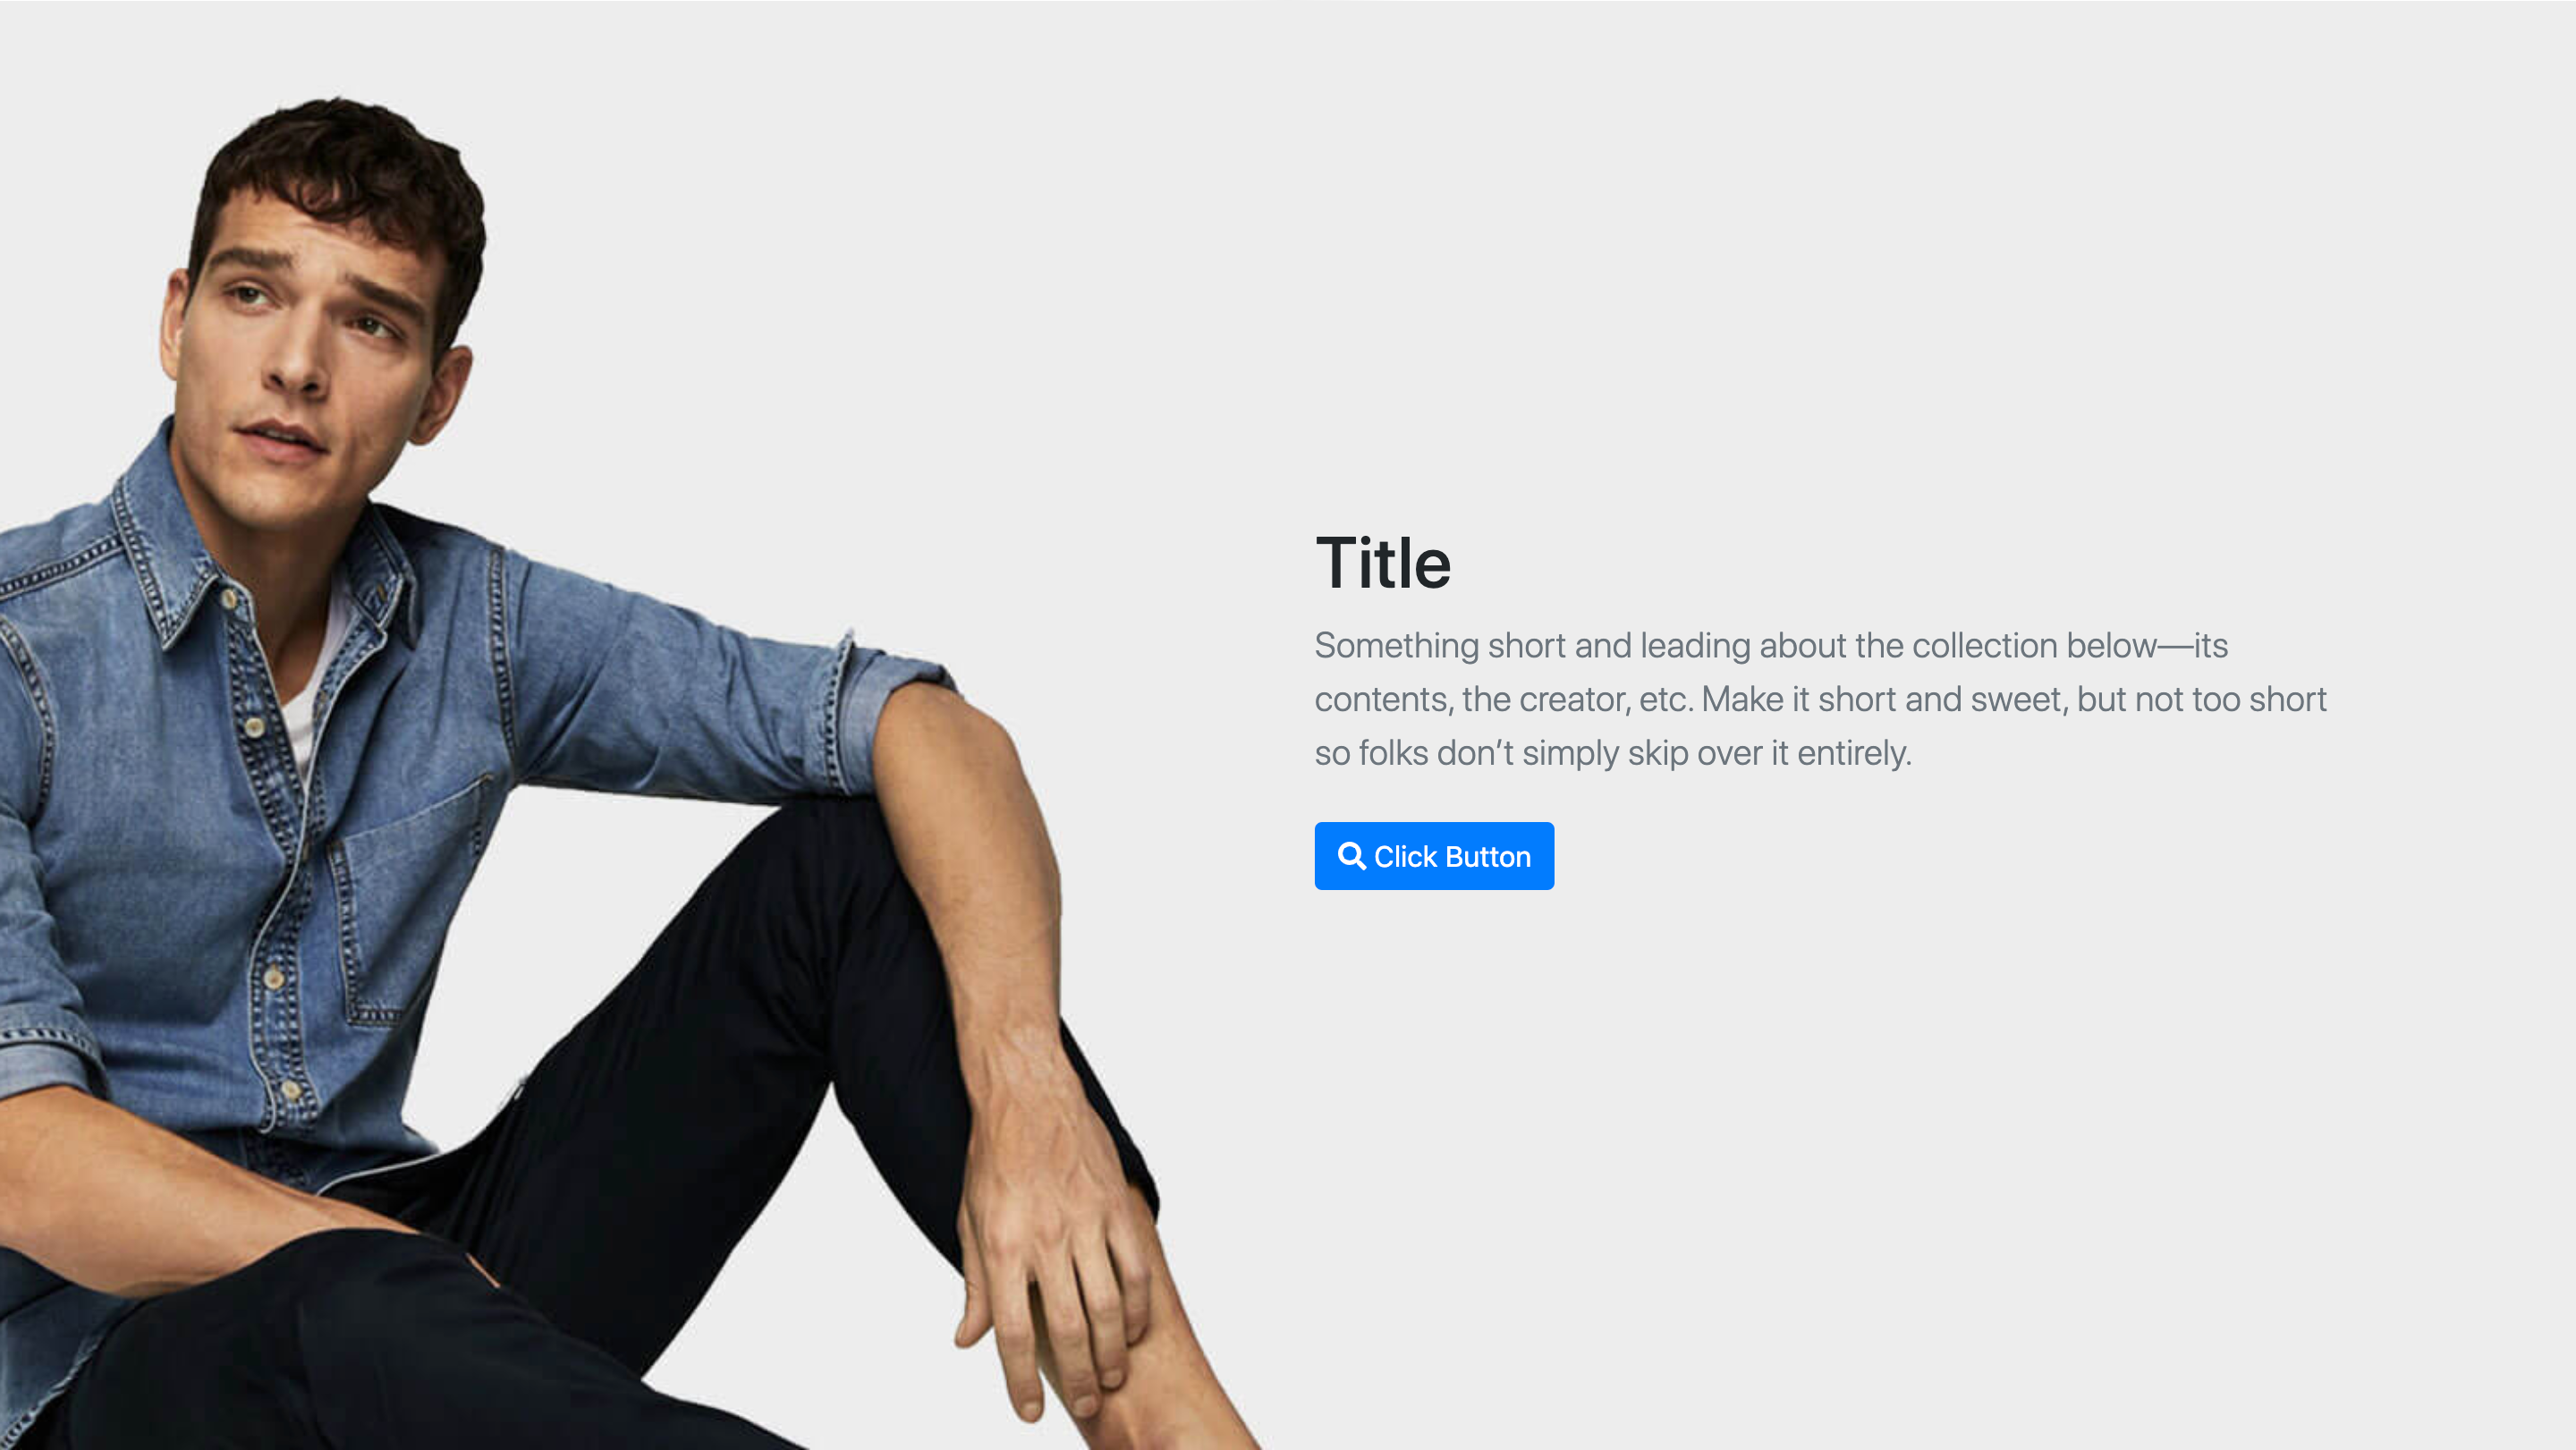 Title
Something short and leading about the collection below—its
contents, the creator, etc. Make it short and sweet, but not too short
so folks don’t simply skip over it entirely.
Click Button